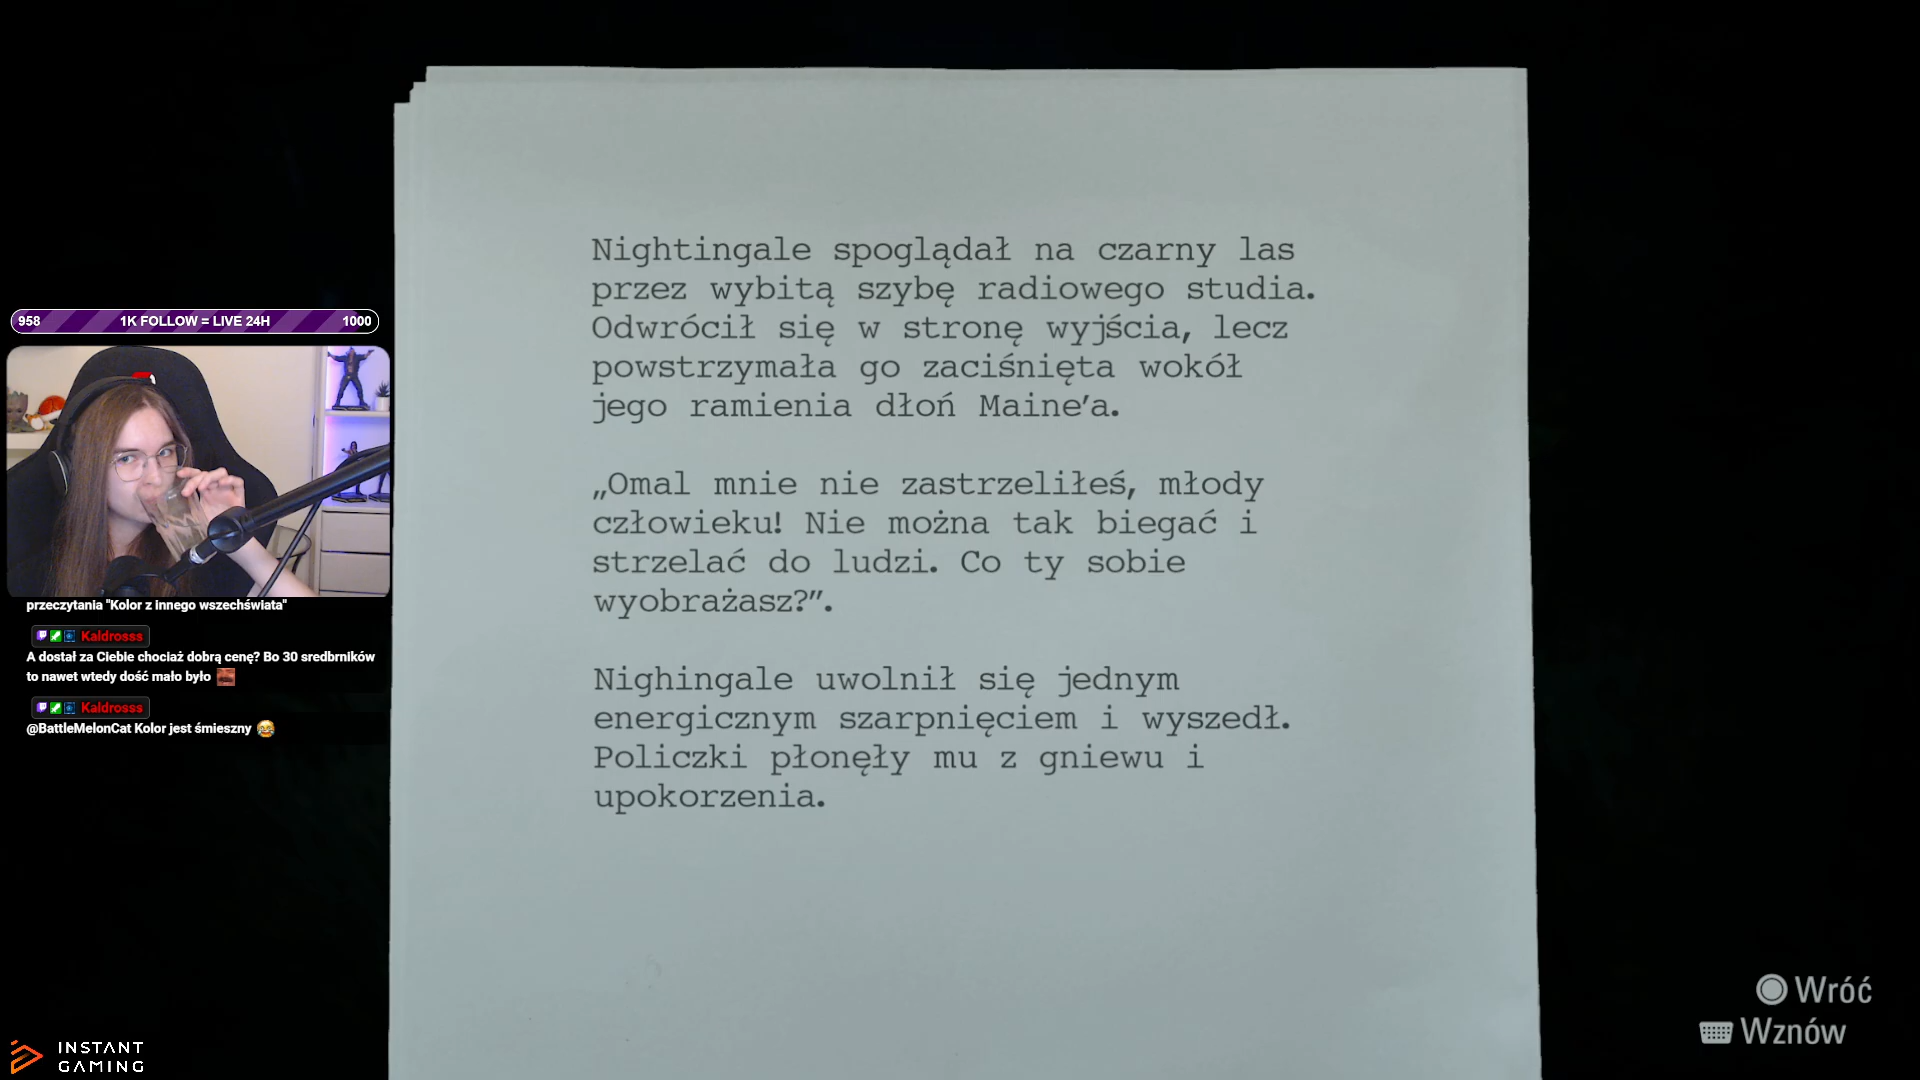 Nightingale spoglądał na czarny las
przez wybitą szybę radiowego studia.
Odwrócił się w stronę wyjścia, lecz
powstrzymała go zaciśnięta wokół
jego ramienia dłoń Maine’a.
„Omal mnie nie zastrzeliłeś, młody
człowieku! Nie można tak biegać i
strzelać do ludzi. Co ty sobie
wyobrażasz?”.
Nighingale uwolnił się jednym
energicznym szarpnięciem i wyszedł.
Policzki płonęły mu z gniewu i
upokorzenia.
958 1K FOLLOW = LIVE 24H 1000
przeczytania "Kolor z innego wszechświata"
Kaldrosss
A dostał za Ciebie chociaż dobrą cenę? Bo 30 sredbrników
to nawet wtedy dość mało było
Kaldrosss
@BattleMelonCat Kolor jest śmieszny
INSTANT
GAMING
Wróć
Wznów